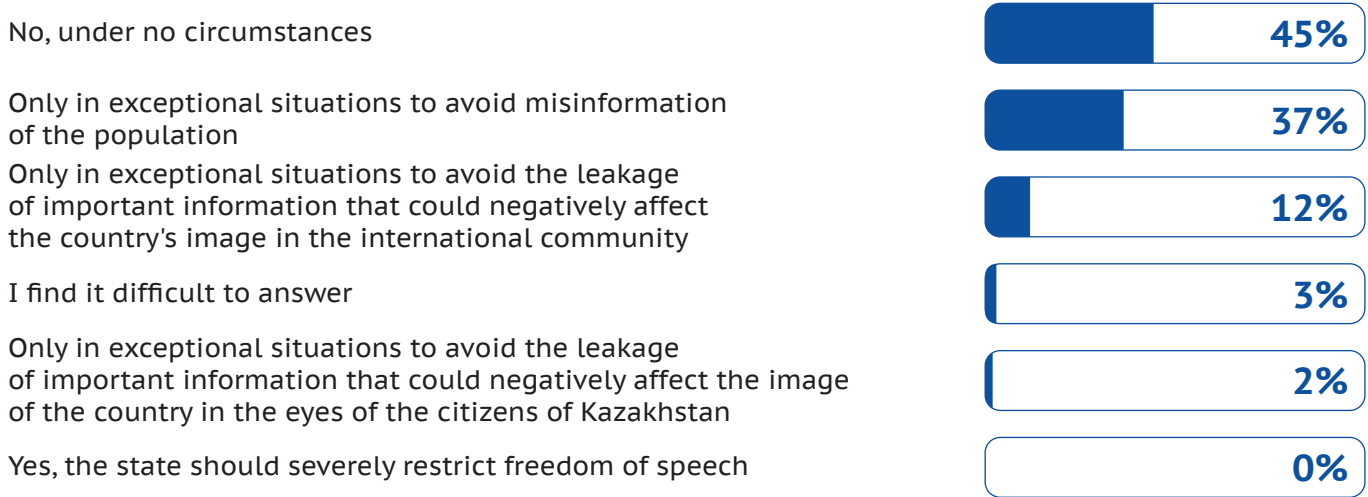 No, under no circumstances
45%
Only in exceptional situations to avoid misinformation
of the population
37%
Only in exceptional situations to avoid the leakage
of important information that could negatively affect
the country's image in the international community
12%
I find it difficult to answer
3%
Only in exceptional situations to avoid the leakage
of important information that could negatively affect the image
of the country in the eyes of the citizens of Kazakhstan
2%
Yes, the state should severely restrict freedom of speech
0%